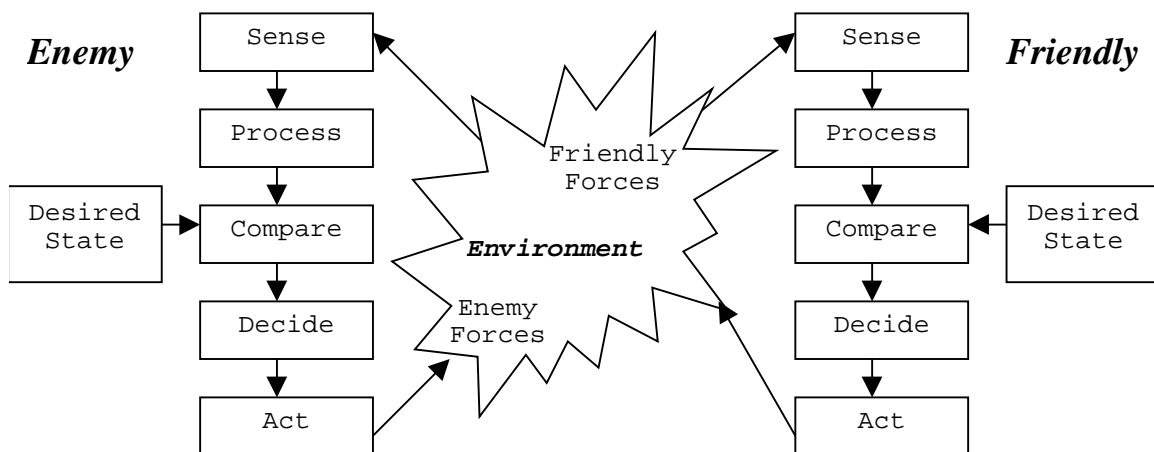 Enemy
Sense
Process
Desired
State
Compare
Decide
Act
Friendly
Forces
Environment
Enemy
Forces
Friendly
Sense
Process
Compare
Desired
State
Decide
Act